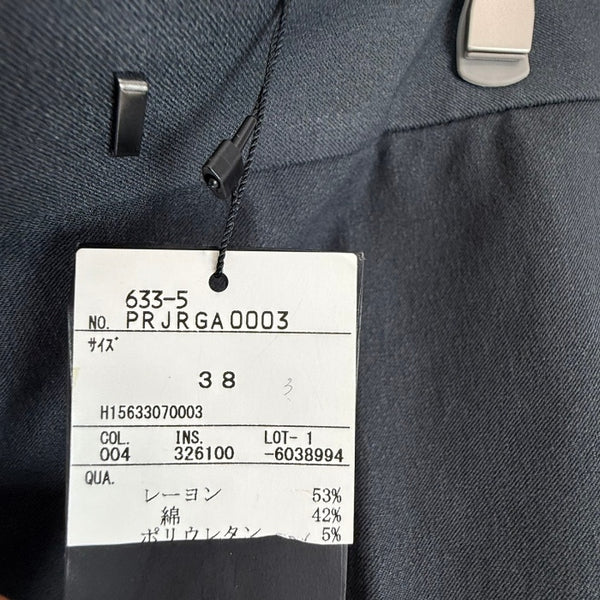 633-5
NO. PRJRGA0003
ｻｲｽﾞ
38 3
H15633070003
COL. INS. LOT- 1
004 326100 -6038994
QUA.
レーヨン 53%
綿 42%
ポリウレタン 5%